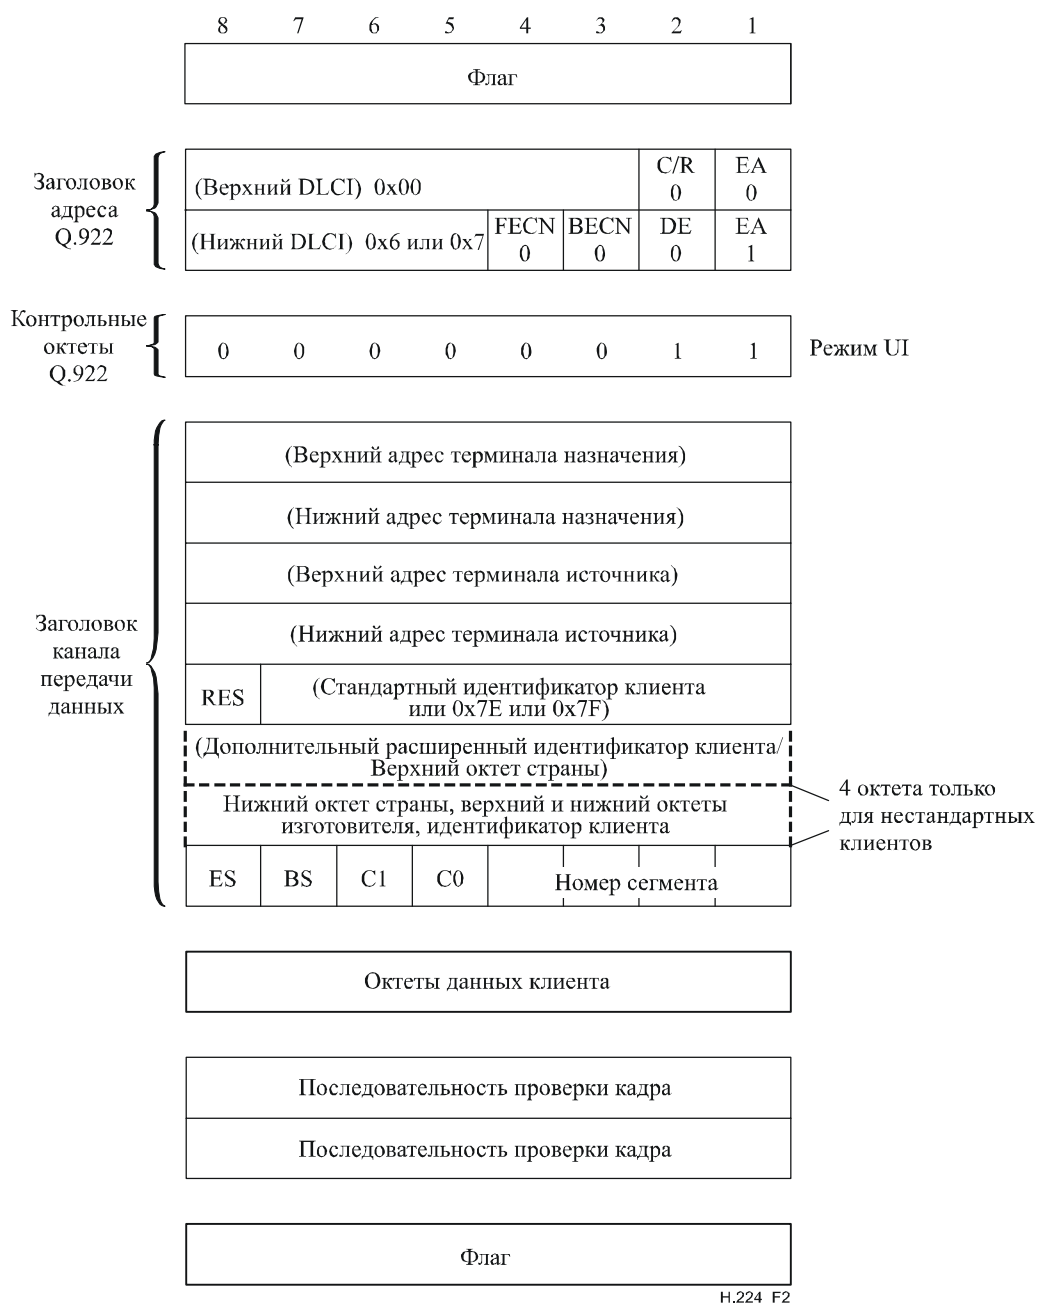 8 7 6 5 4 3 2 1
Флаг
Заголовок
адреса
Q.922
C/R EA
(Верхний DLCI) 0x00 0 0
FECN BECN DE EA
(Нижний DLCI) 0x6 или 0x7 0 0 0 1
Контрольные
октеты
Q.922
0 0 0 0 0 0 1 1 Режим UI
(Верхний адрес терминала назначения)
(Нижний адрес терминала назначения)
(Верхний адрес терминала источника)
(Нижний адрес терминала источника)
Заголовок
канала
передачи
данных
RES (Стандартный идентификатор клиента
или 0x7E или 0x7F)
(Дополнительный расширенный идентификатор клиента/
Верхний октет страны)
Нижний октет страны, верхний и нижний октеты
изготовителя, идентификатор клиента
4 октета только
для нестандартных
клиентов
ES BS C1 C0 Номер сегмента
Октеты данных клиента
Последовательность проверки кадра
Последовательность проверки кадра
Флаг
H.224_F2